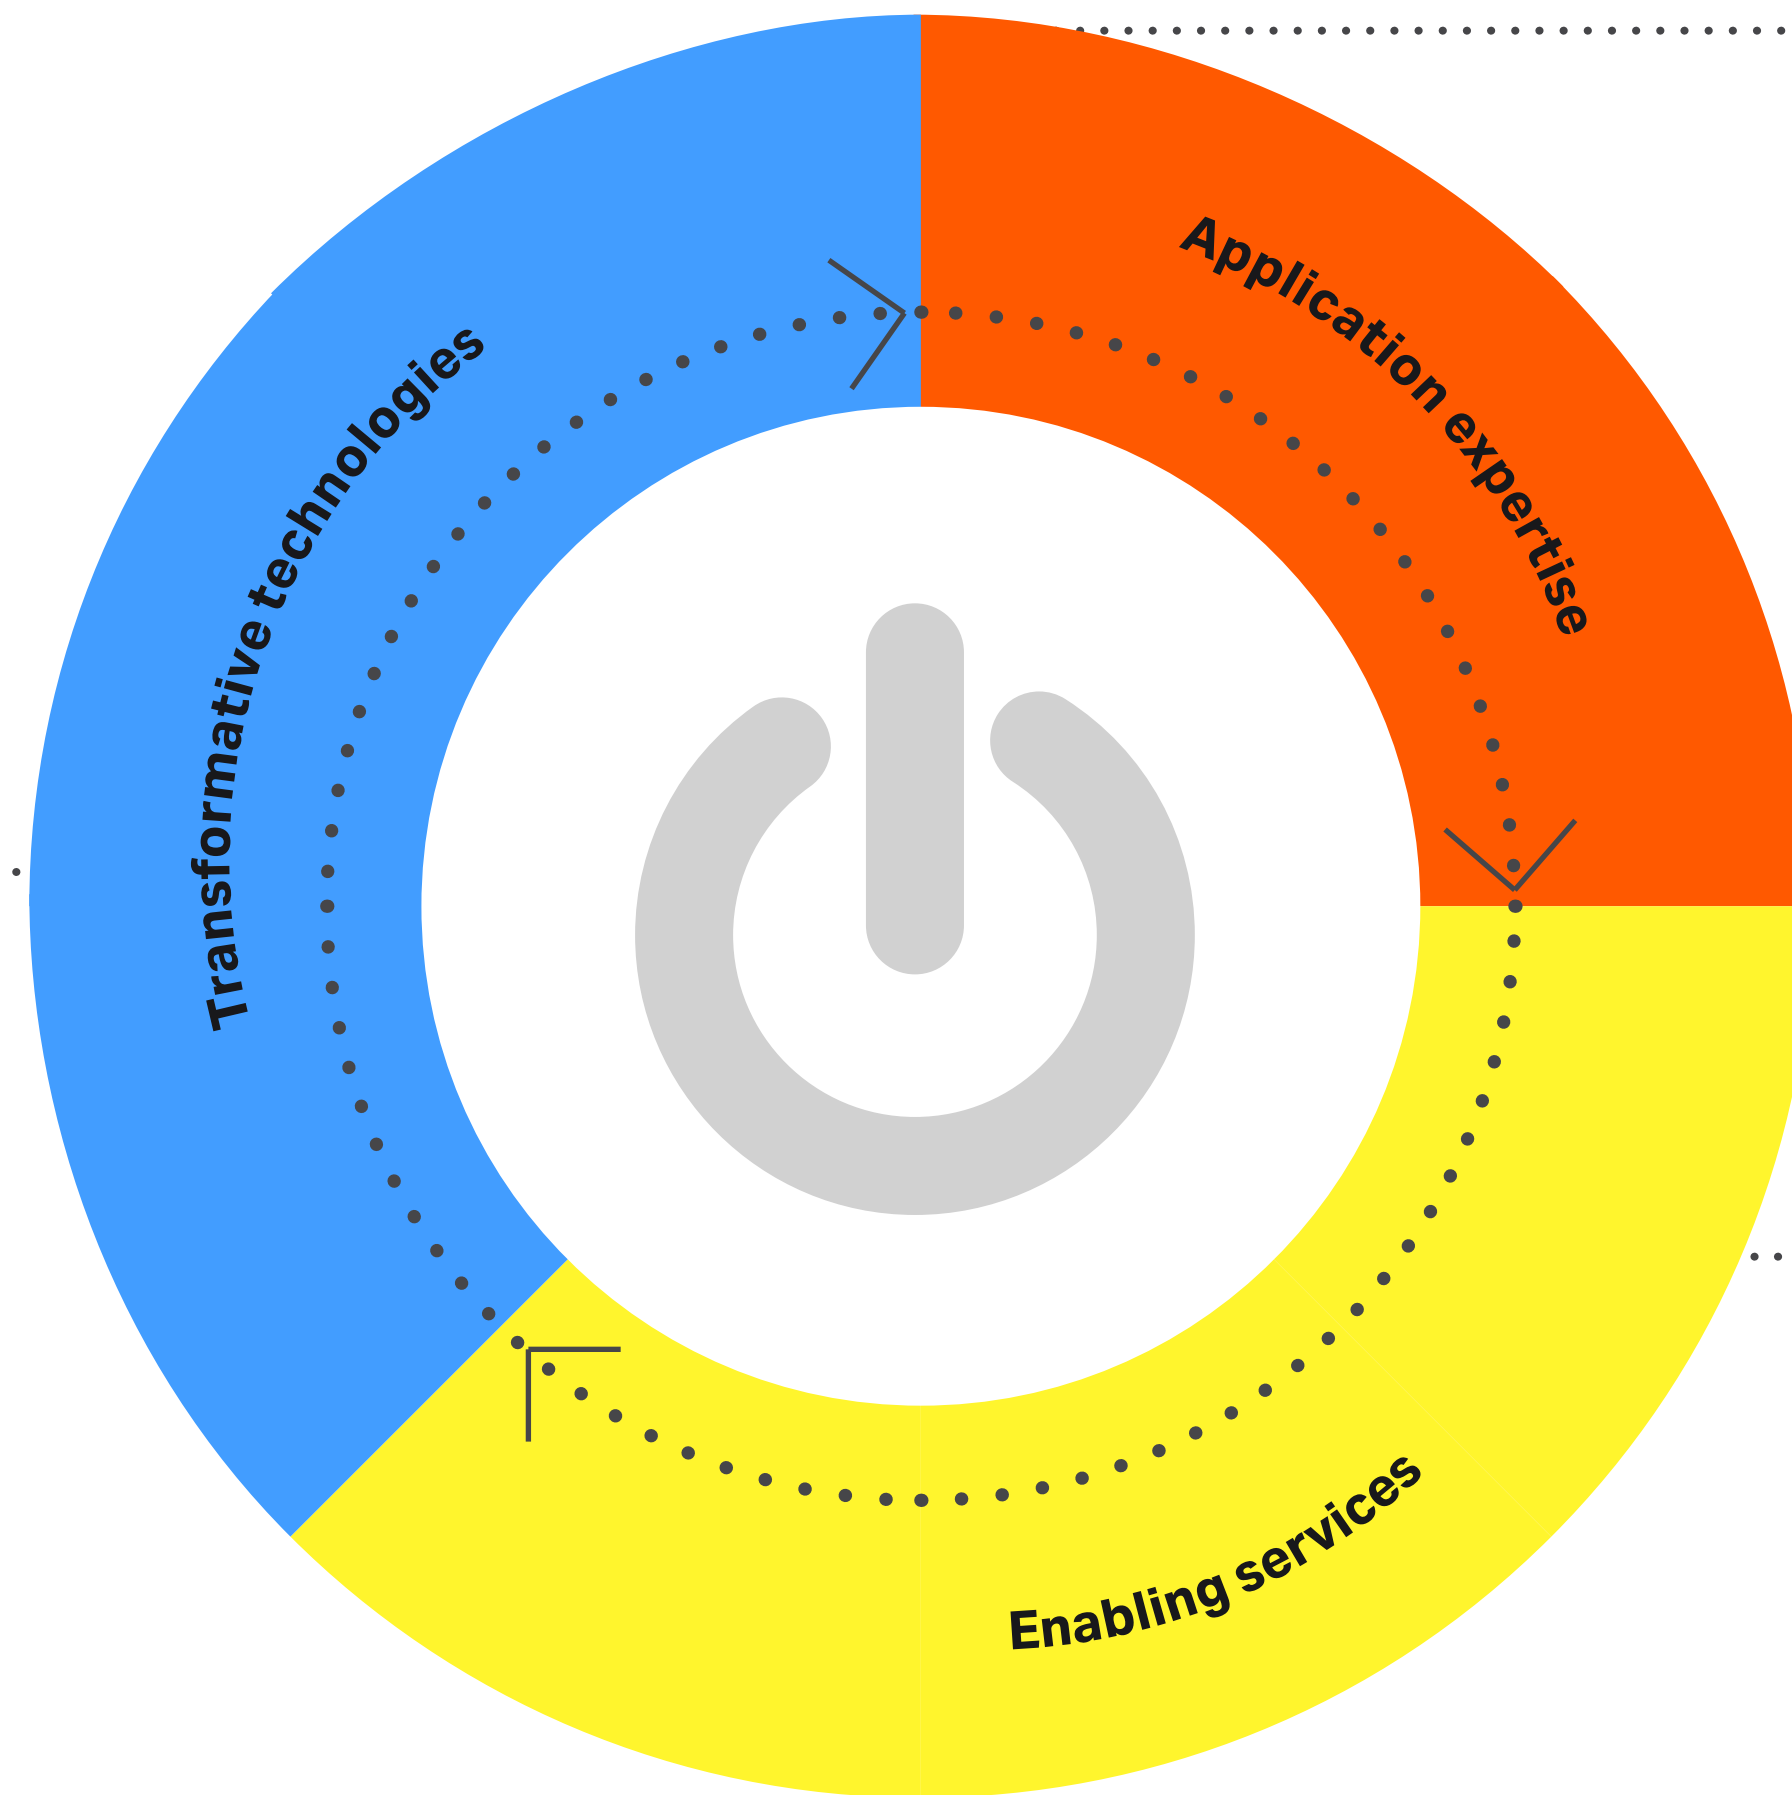 Application expertise
Transformative technologies
Enabling services